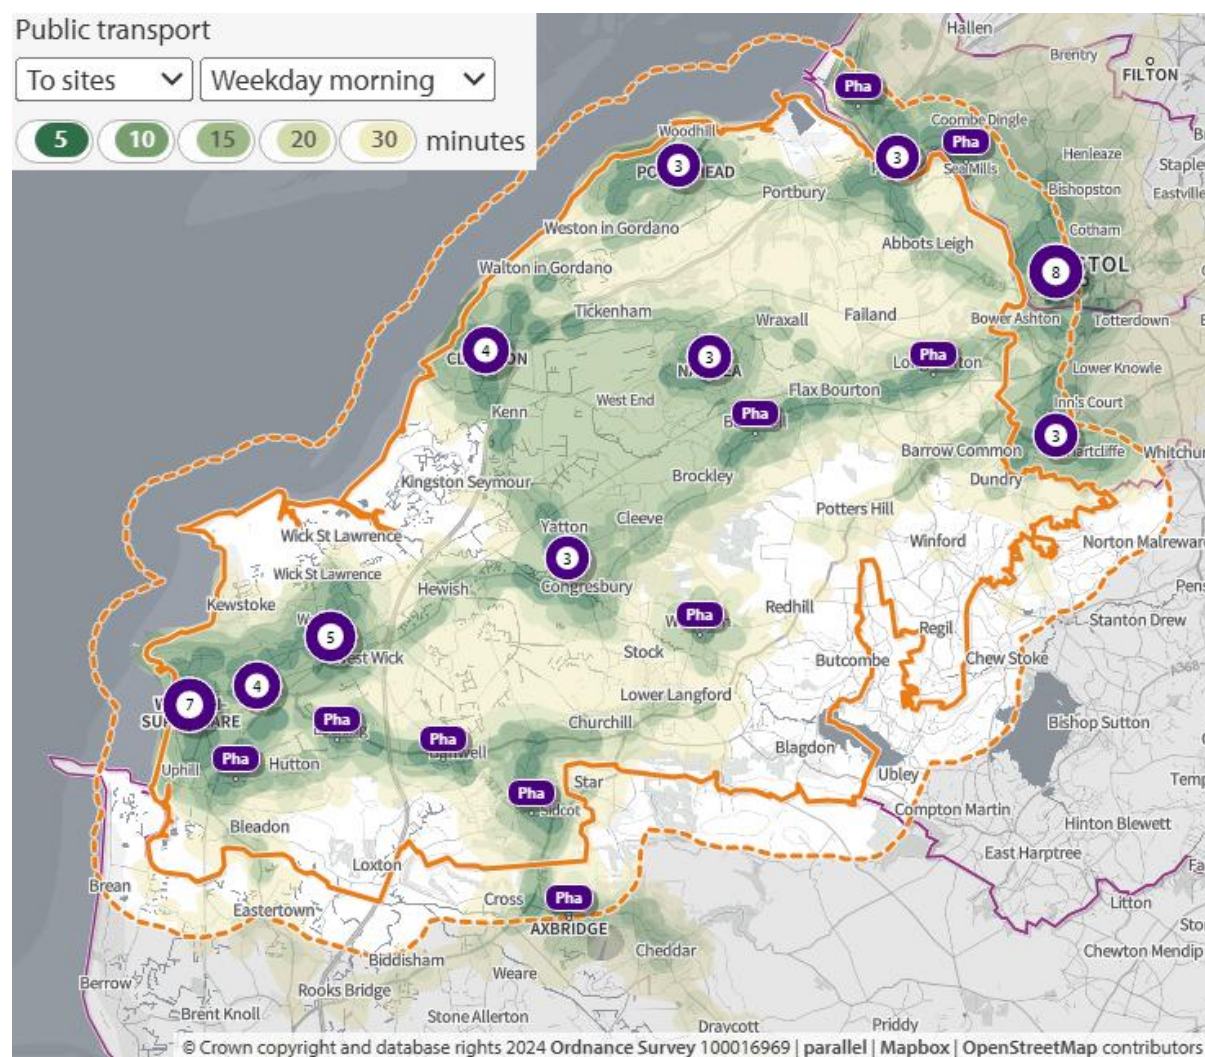 Public transport
To sites
Weekday morning
5
10
15
20
30
minutes
Hallen
Brentry
FILTON
Pha
Coombe Dingle
Woodhill
Pha
Henleaze
3
3
Sea Mills
Portbury
Bishopston
Eastville
Weston in Gordano
Cotham
Abbots Leigh
Walton in Gordano
8
Tickenham
Wraxall
Failand
Bower Ashton
Totterdown
4
3
Pha
Lower Knowle
Flax Bourton
West End
Inn's Court
Kenn
Pha
3
Barrow Common
Hartcliffe
Brockley
Dundry
Kingston Seymour
Potters Hill
Cleeve
Yatton
Wick St Lawrence
Winford
3
Wick St Lawrence
Hewish
Congresbury
Kewstoke
Redhill
Pha
Stanton Drew
Regil
5
Stock
Butcombe
Chew Stoke
A368
4
Lower Langford
7
Pha
Churchill
Bishop Sutton
Pha
Blagdon
Pha
Hutton
Uphill
Ubley
Star
Pha
Sidcot
Compton Martin
Bleadon
Hinton Blewett
East Harptree
Loxton
Brean
Cross
Pha
Litton
Eastertown
AXBRIDGE
Cheddar
Chewton Mendip
Biddisham
Weare
Berrow
Rooks Bridge
Brent Knoll
Stone Allerton
Draycott
Priddy
© Crown copyright and database rights 2024 Ordnance Survey 100016969 | parallel | Mapbox | OpenStreetMap contributors